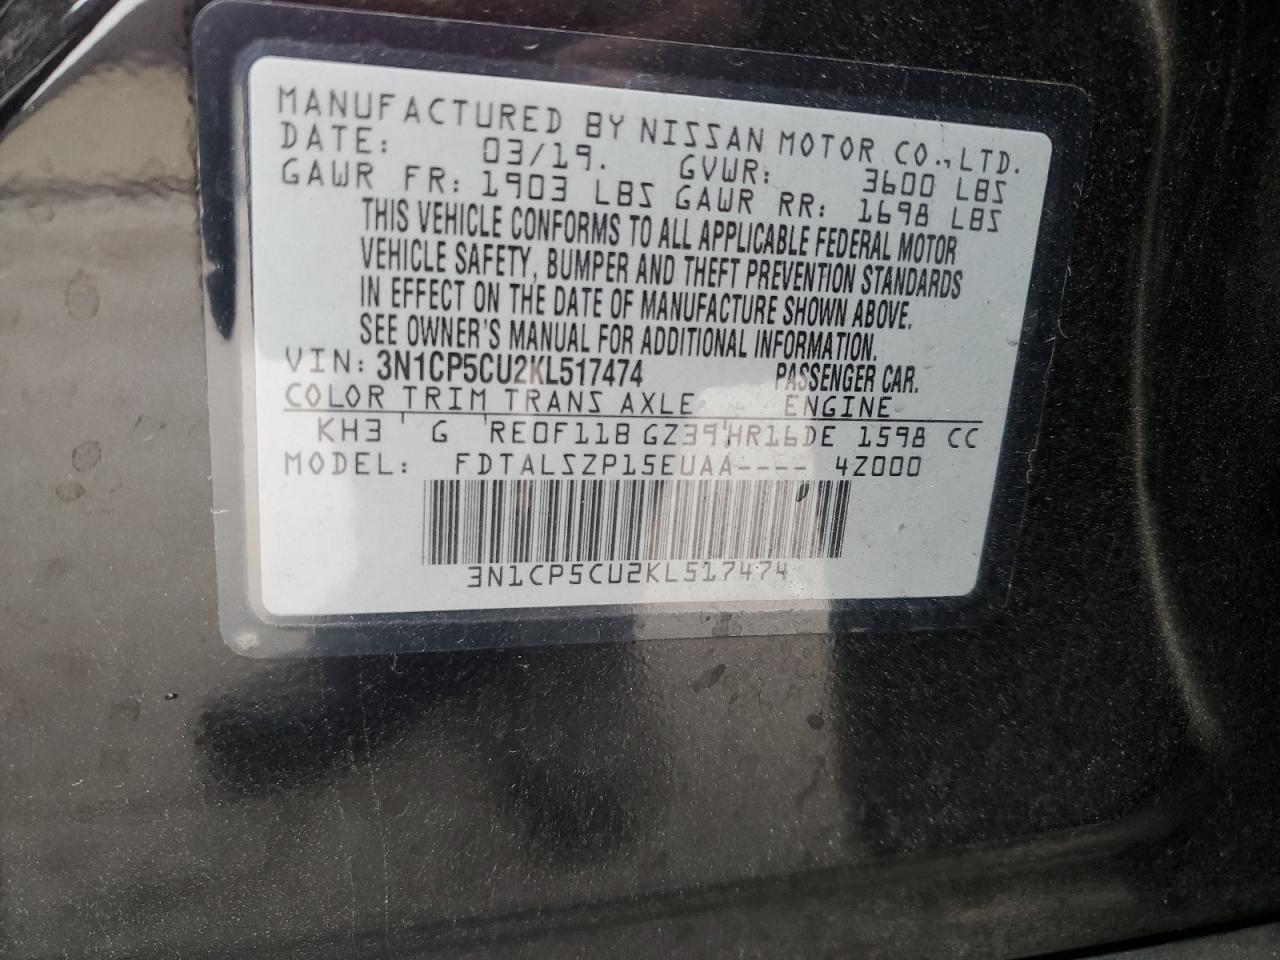 MANUFACTURED BY NISSAN MOTOR CO., LTD.
DATE: 03/19. GVWR: 3600 LBS
GAWR FR: 1903 LBS GAWR RR: 1698 LBS
THIS VEHICLE CONFORMS TO ALL APPLICABLE FEDERAL MOTOR
VEHICLE SAFETY, BUMPER AND THEFT PREVENTION STANDARDS
IN EFFECT ON THE DATE OF MANUFACTURE SHOWN ABOVE.
SEE OWNER'S MANUAL FOR ADDITIONAL INFORMATION.
VIN: 3N1CP5CU2KL517474 PASSENGER CAR.
COLOR TRIM TRANS AXLE ENGINE
KH3 G RE0F11B GZ39 HR16DE 1598 CC
MODEL: FDTALSZP15EUAA---- 4Z000
3N1CP5CU2KL517474